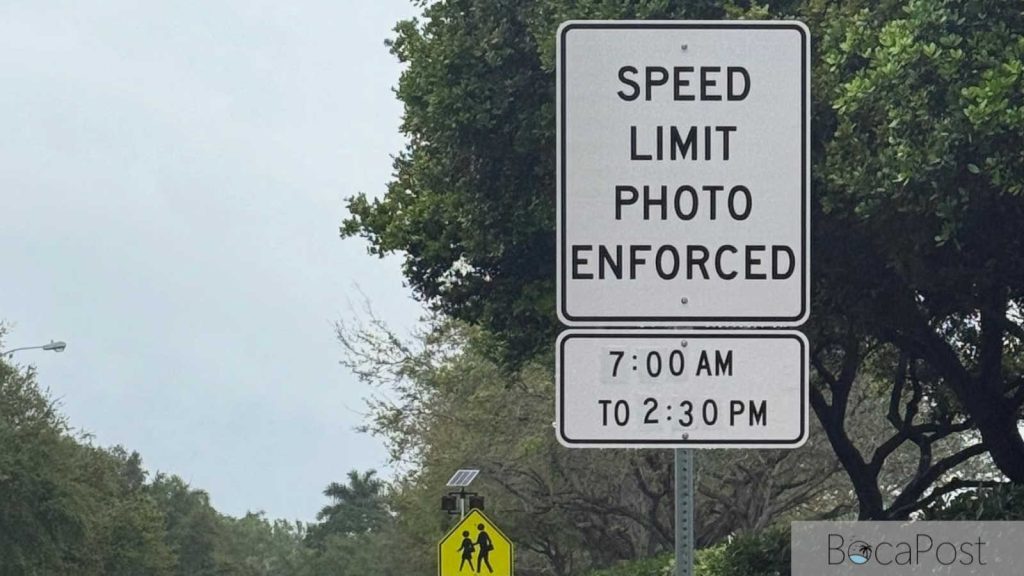 SPEED
LIMIT
PHOTO
ENFORCED
7:00 AM
TO 2:30 PM
BocaPost